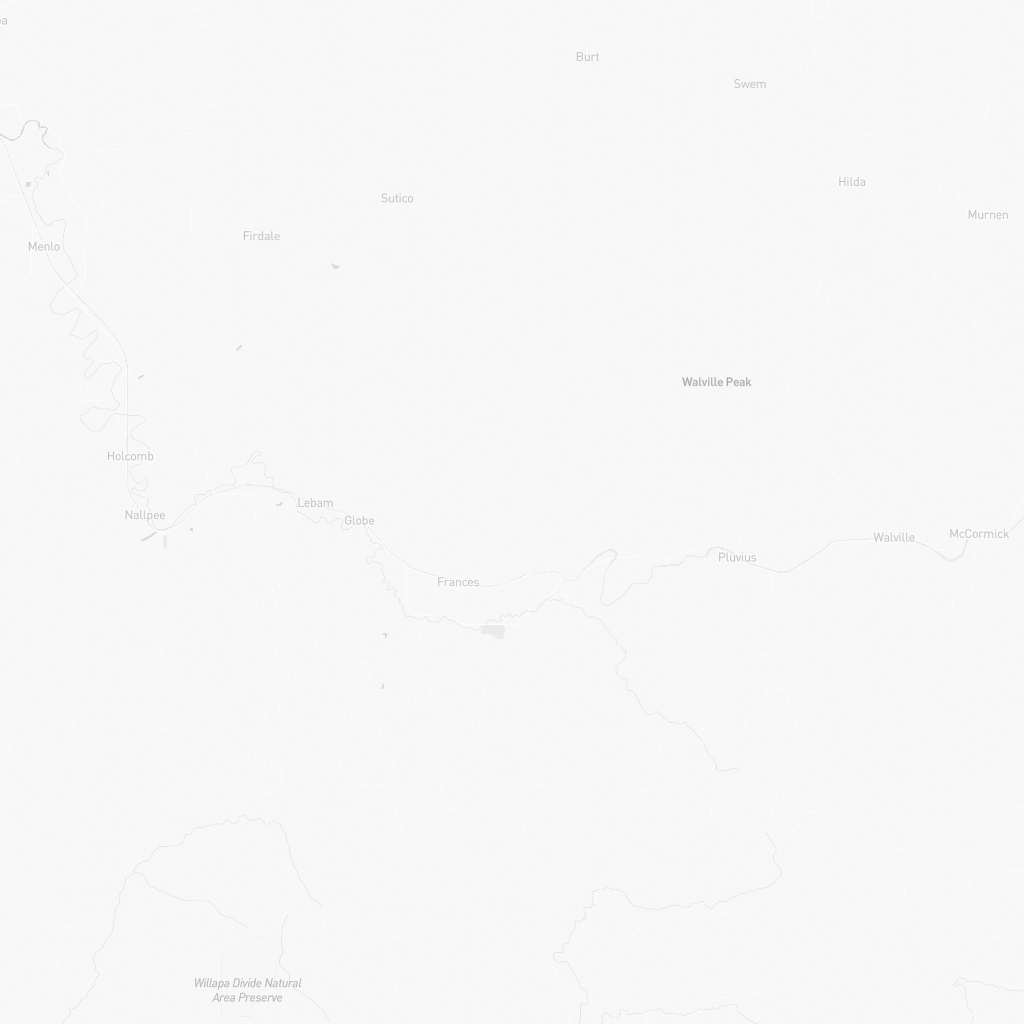 Burt
Swem
Hilda
Sutico
Murnen
Firdale
Menlo
Walville Peak
Holcomb
Lebam
Nallpee
Globe
McCormick
Walville
Pluvius
Frances
Willapa Divide Natural
Area Preserve